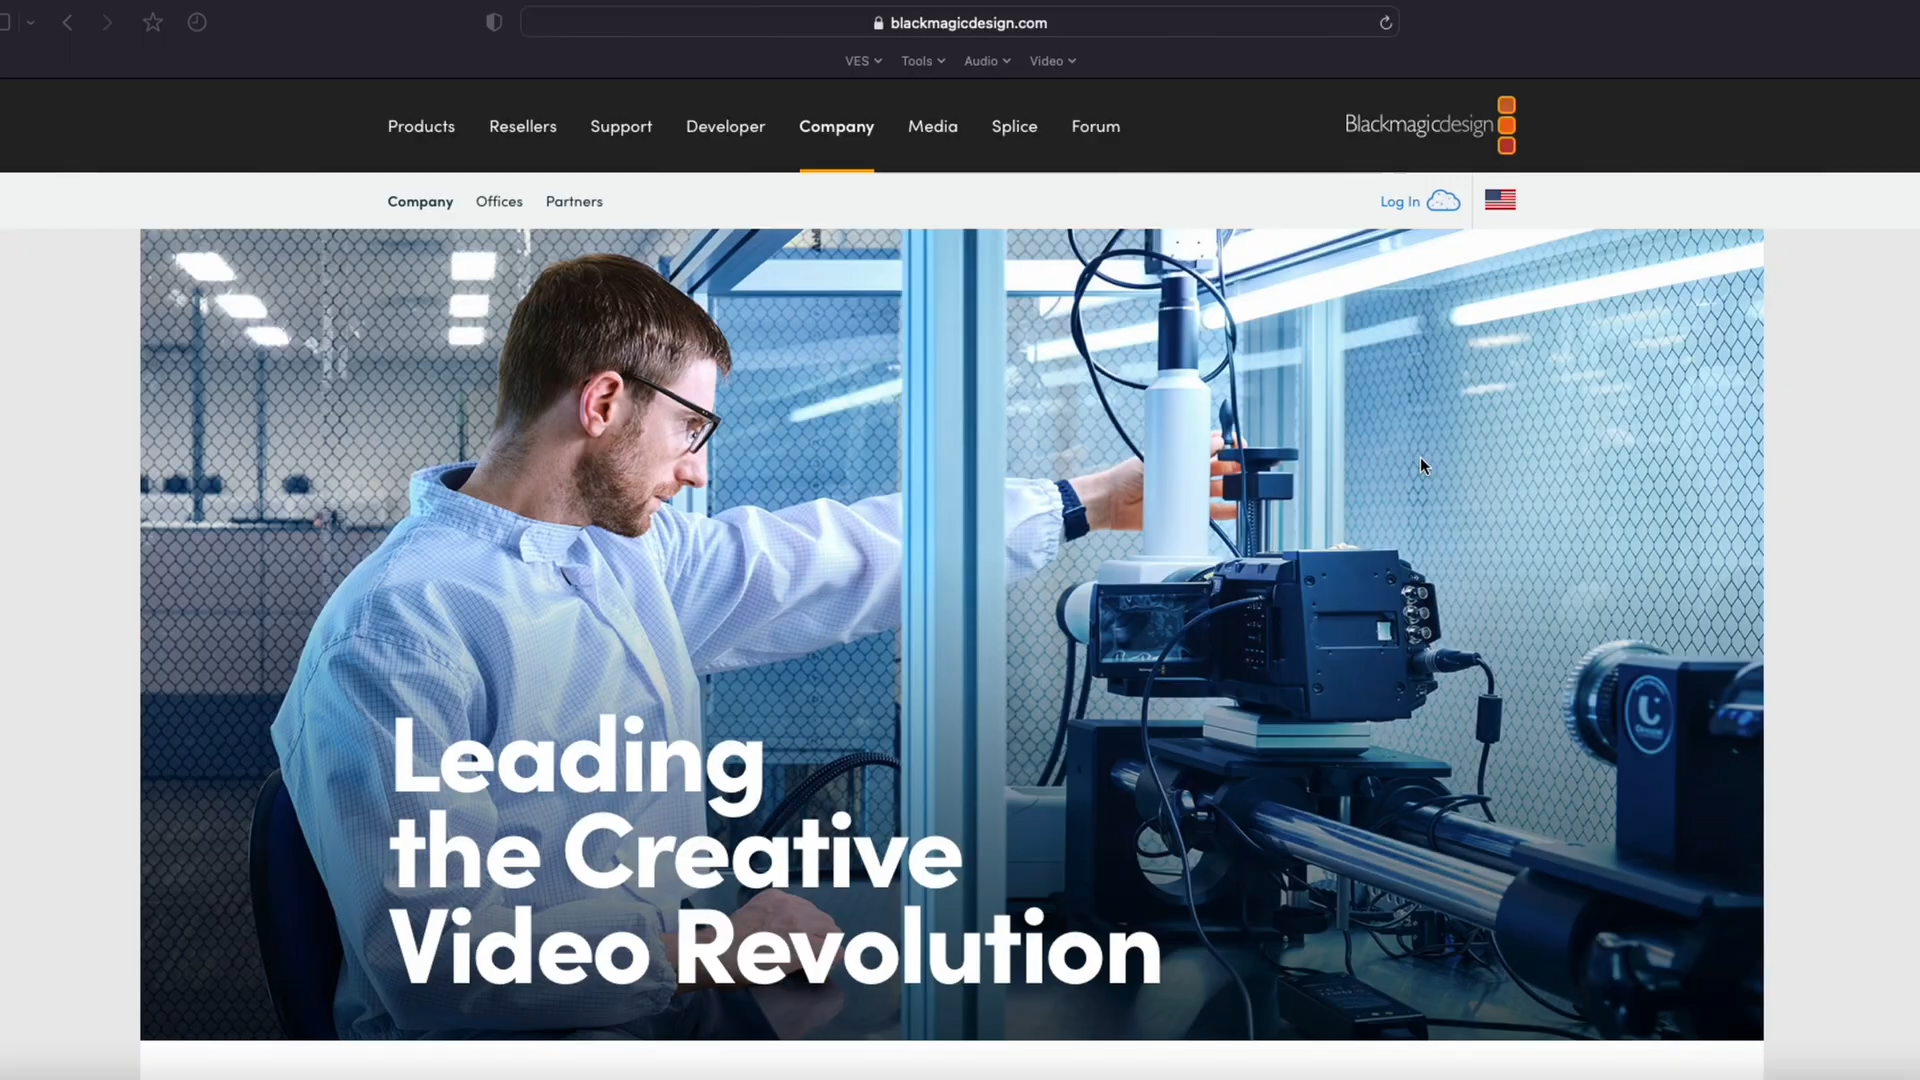 blackmagicdesign.com
VES Tools Audio Video
Products Resellers Support Developer Company Media Splice Forum
Blackmagicdesign
Company Offices Partners
Log In
Leading
the Creative
Video Revolution